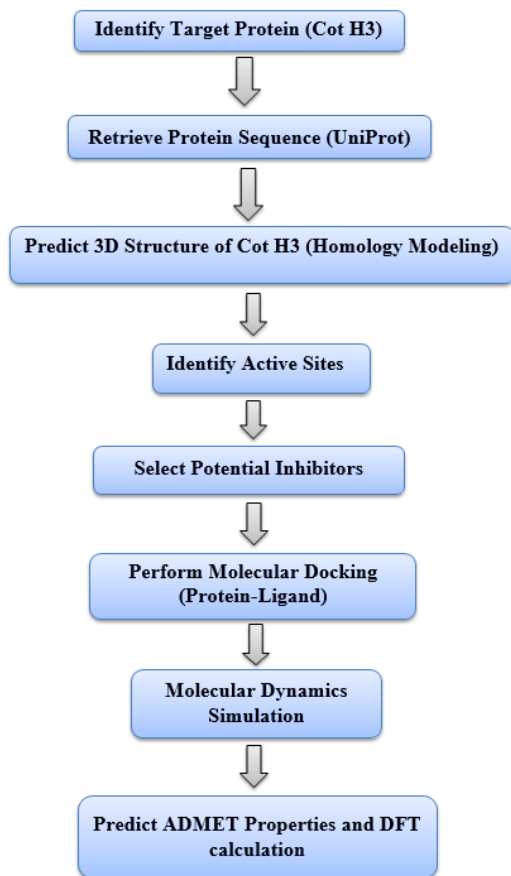 Identify Target Protein (Cot H3)
Retrieve Protein Sequence (UniProt)
Predict 3D Structure of Cot H3 (Homology Modeling)
Identify Active Sites
Select Potential Inhibitors
Perform Molecular Docking
(Protein-Ligand)
Molecular Dynamics
Simulation
Predict ADMET Properties and DFT
calculation